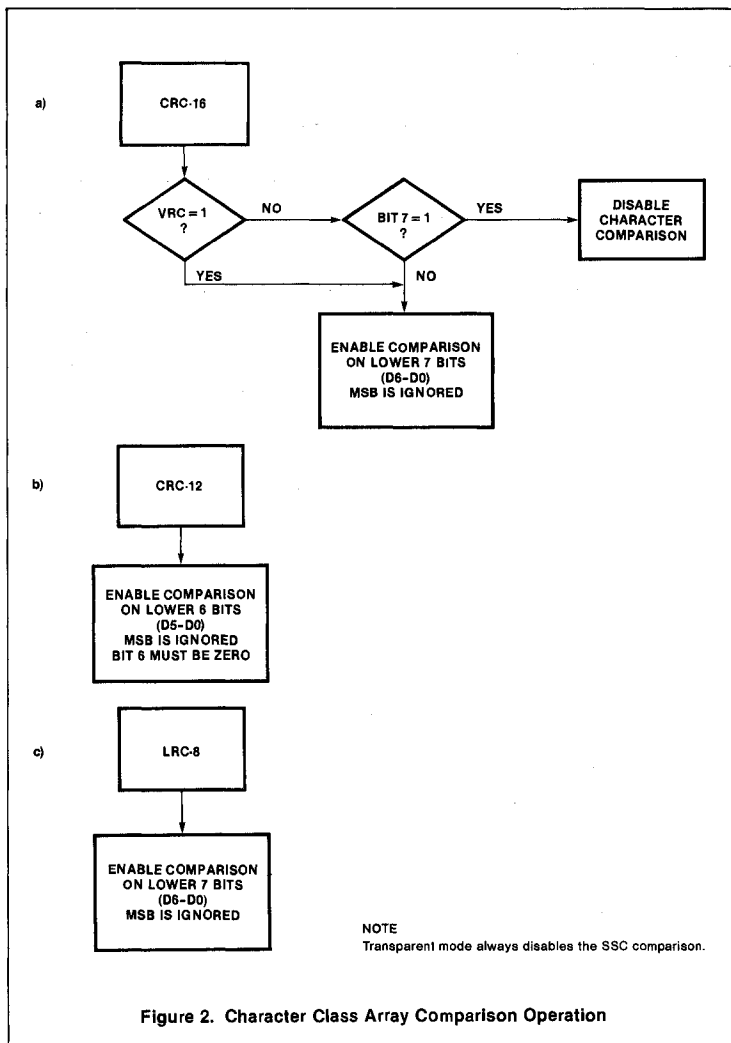 a)
CRC-16
VRC = 1
?
NO
BIT 7 = 1
?
YES
DISABLE
CHARACTER
COMPARISON
YES
NO
ENABLE COMPARISON
ON LOWER 7 BITS
(D6-D0)
MSB IS IGNORED
b)
CRC-12
ENABLE COMPARISON
ON LOWER 6 BITS
(D5-D0)
MSB IS IGNORED
BIT 6 MUST BE ZERO
c)
LRC-8
ENABLE COMPARISON
ON LOWER 7 BITS
(D6-D0)
MSB IS IGNORED
NOTE
Transparent mode always disables the SSC comparison.
Figure 2. Character Class Array Comparison Operation